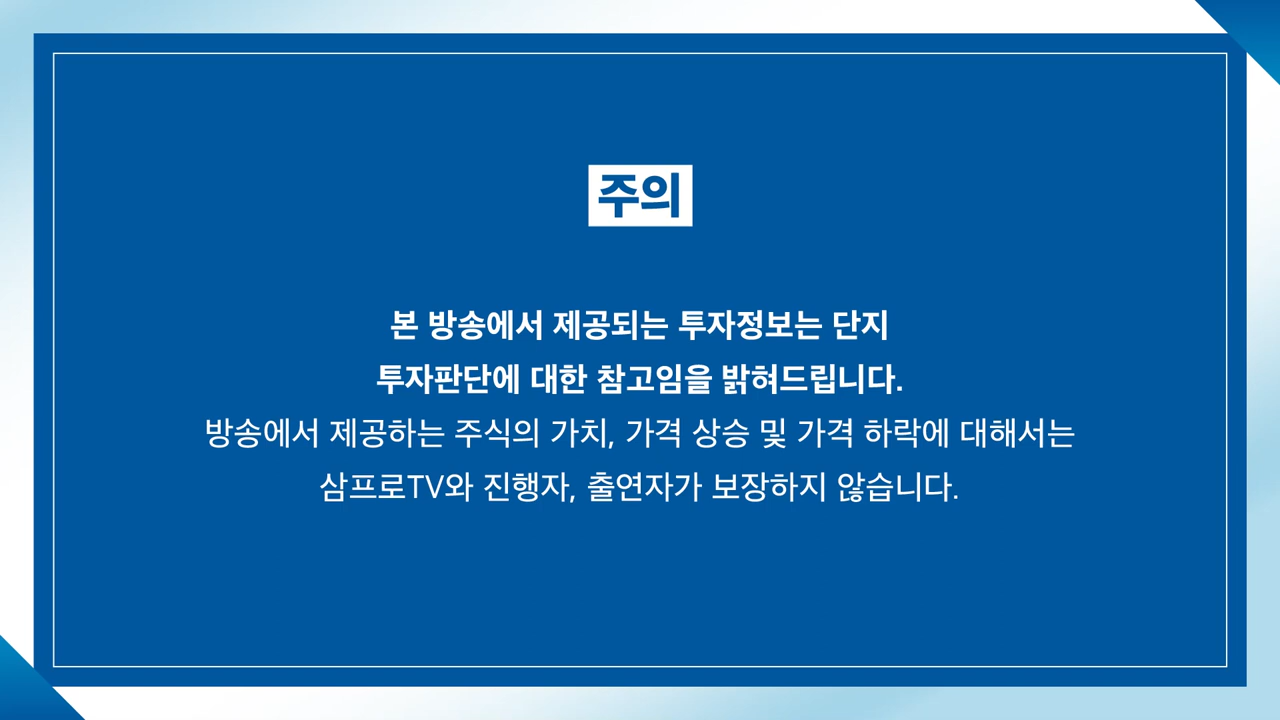 주의
본 방송에서 제공되는 투자정보는 단지
투자판단에 대한 참고임을 밝혀드립니다.
방송에서 제공하는 주식의 가치, 가격 상승 및 가격 하락에 대해서는
삼프로TV와 진행자, 출연자가 보장하지 않습니다.